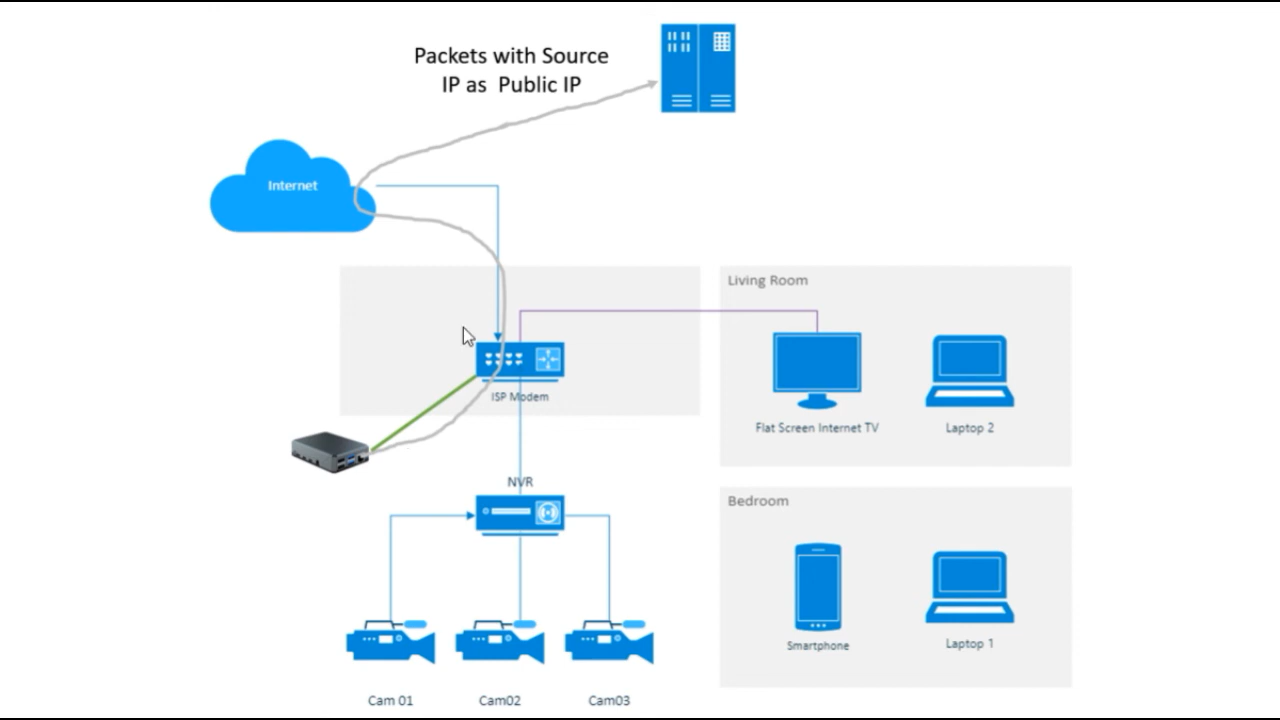 Packets with Source
IP as Public IP
Internet
Living Room
ISP Modem
Flat Screen Internet TV
Laptop 2
NVR
Bedroom
Smartphone
Laptop 1
Cam 01
Cam02
Cam03